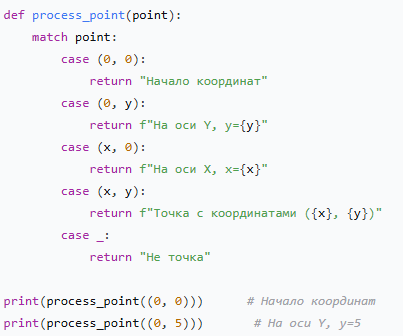 def process_point(point):
    match point:
        case (0, 0):
            return "Начало координат"
        case (0, y):
            return f"На оси Y, y={y}"
        case (x, 0):
            return f"На оси X, x={x}"
        case (x, y):
            return f"Точка с координатами ({x}, {y})"
        case _:
            return "Не точка"

print(process_point((0, 0)))      # Начало координат
print(process_point((0, 5)))       # На оси Y, y=5